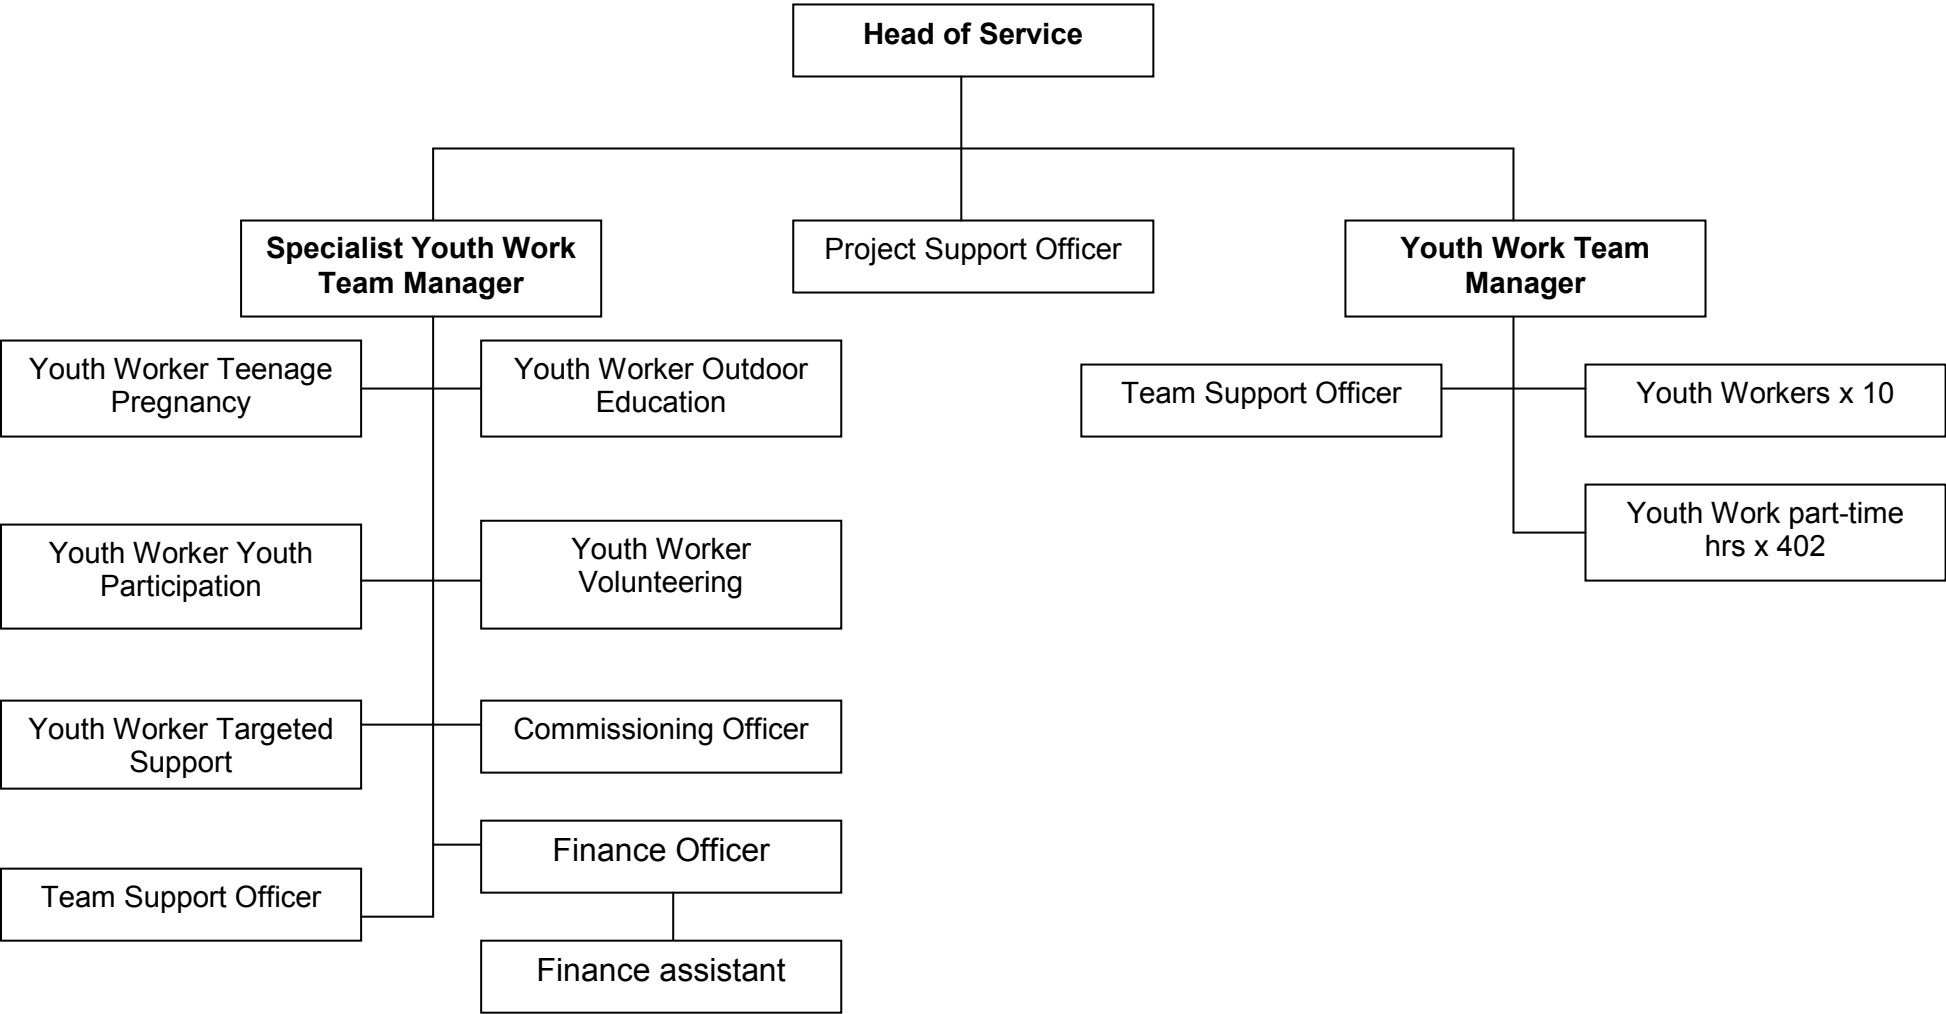 Head of Service
Specialist Youth Work
Team Manager
Project Support Officer
Youth Work Team
Manager
Youth Worker Teenage
Pregnancy
Youth Worker Outdoor
Education
Team Support Officer
Youth Workers x 10
Youth Work part-time
hrs x 402
Youth Worker Youth
Participation
Youth Worker
Volunteering
Youth Worker Targeted
Support
Commissioning Officer
Finance Officer
Team Support Officer
Finance assistant